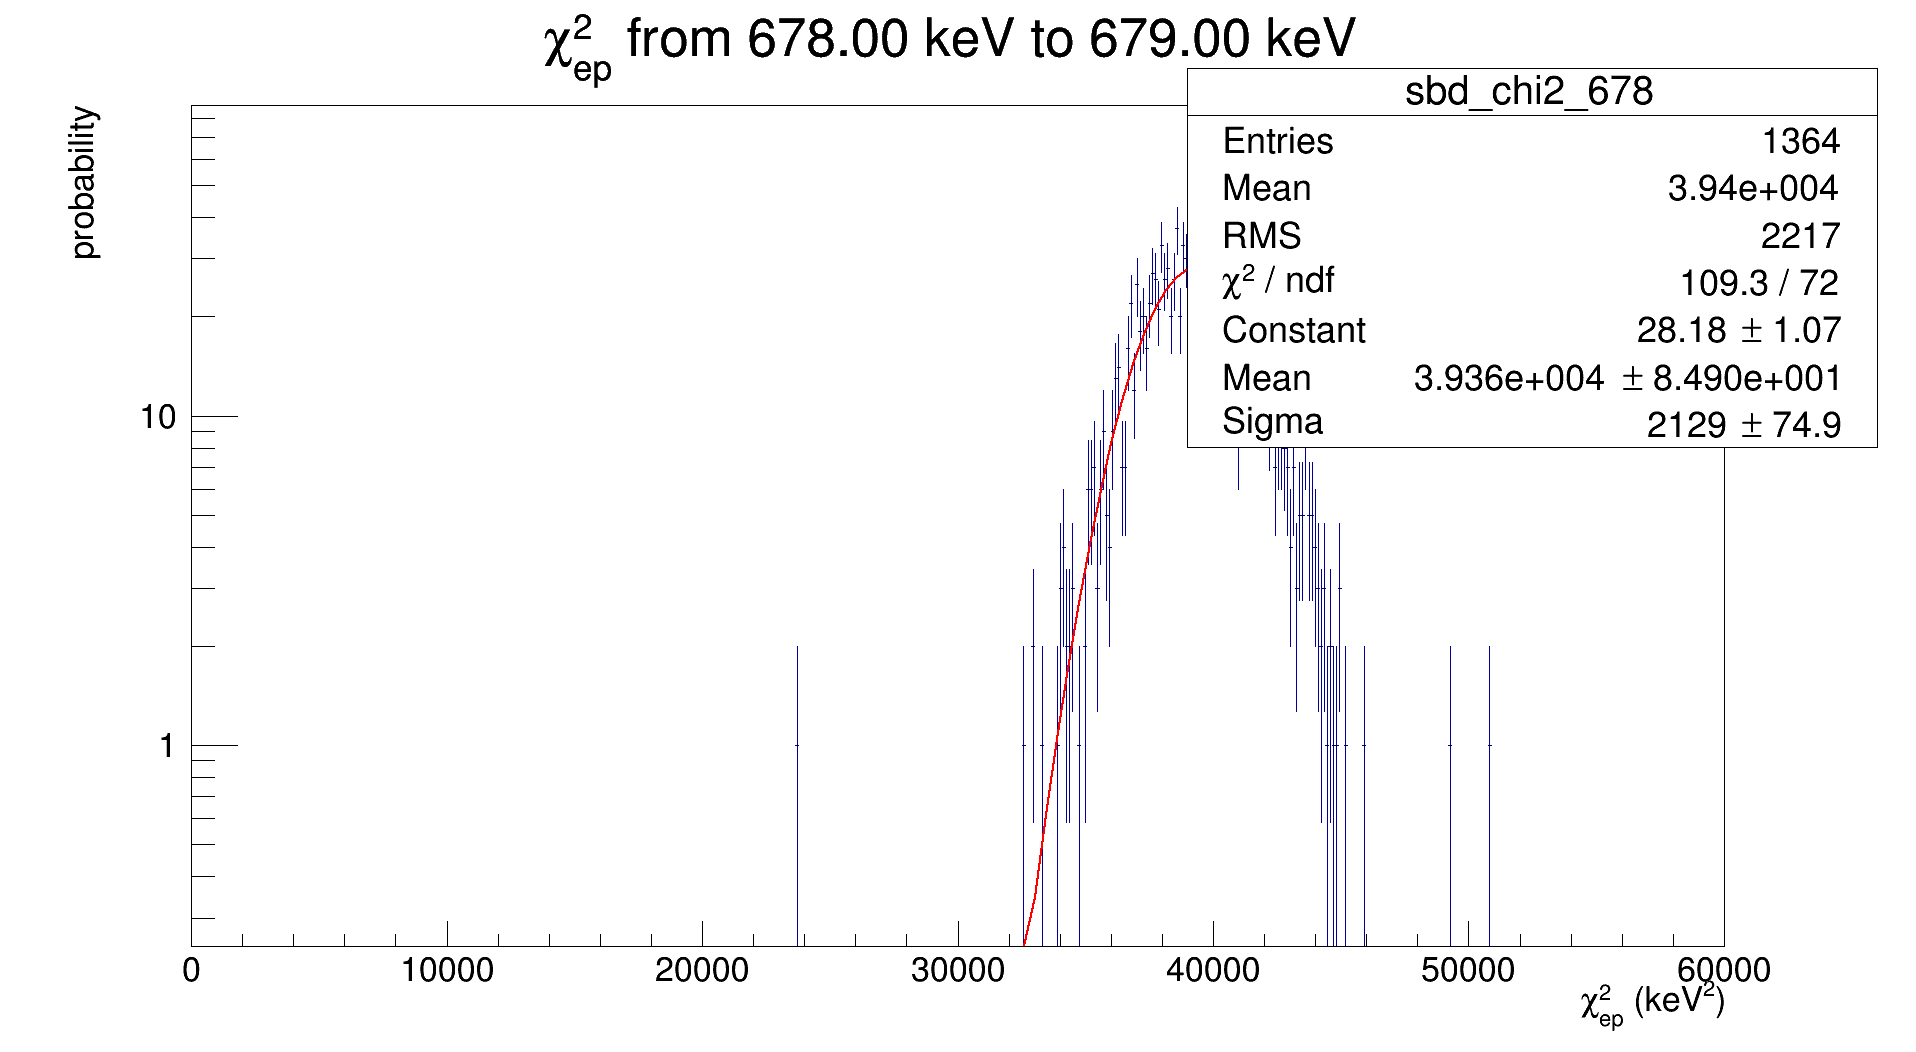 χ²ep from 678.00 keV to 679.00 keV
sbd_chi2_678
Entries 1364
Mean 3.94e+004
RMS 2217
χ² / ndf 109.3 / 72
Constant 28.18 ± 1.07
Mean 3.936e+004 ± 8.490e+001
Sigma 2129 ± 74.9
probability
10
1
0 10000 20000 30000 40000 50000 60000
χ²ep (keV²)